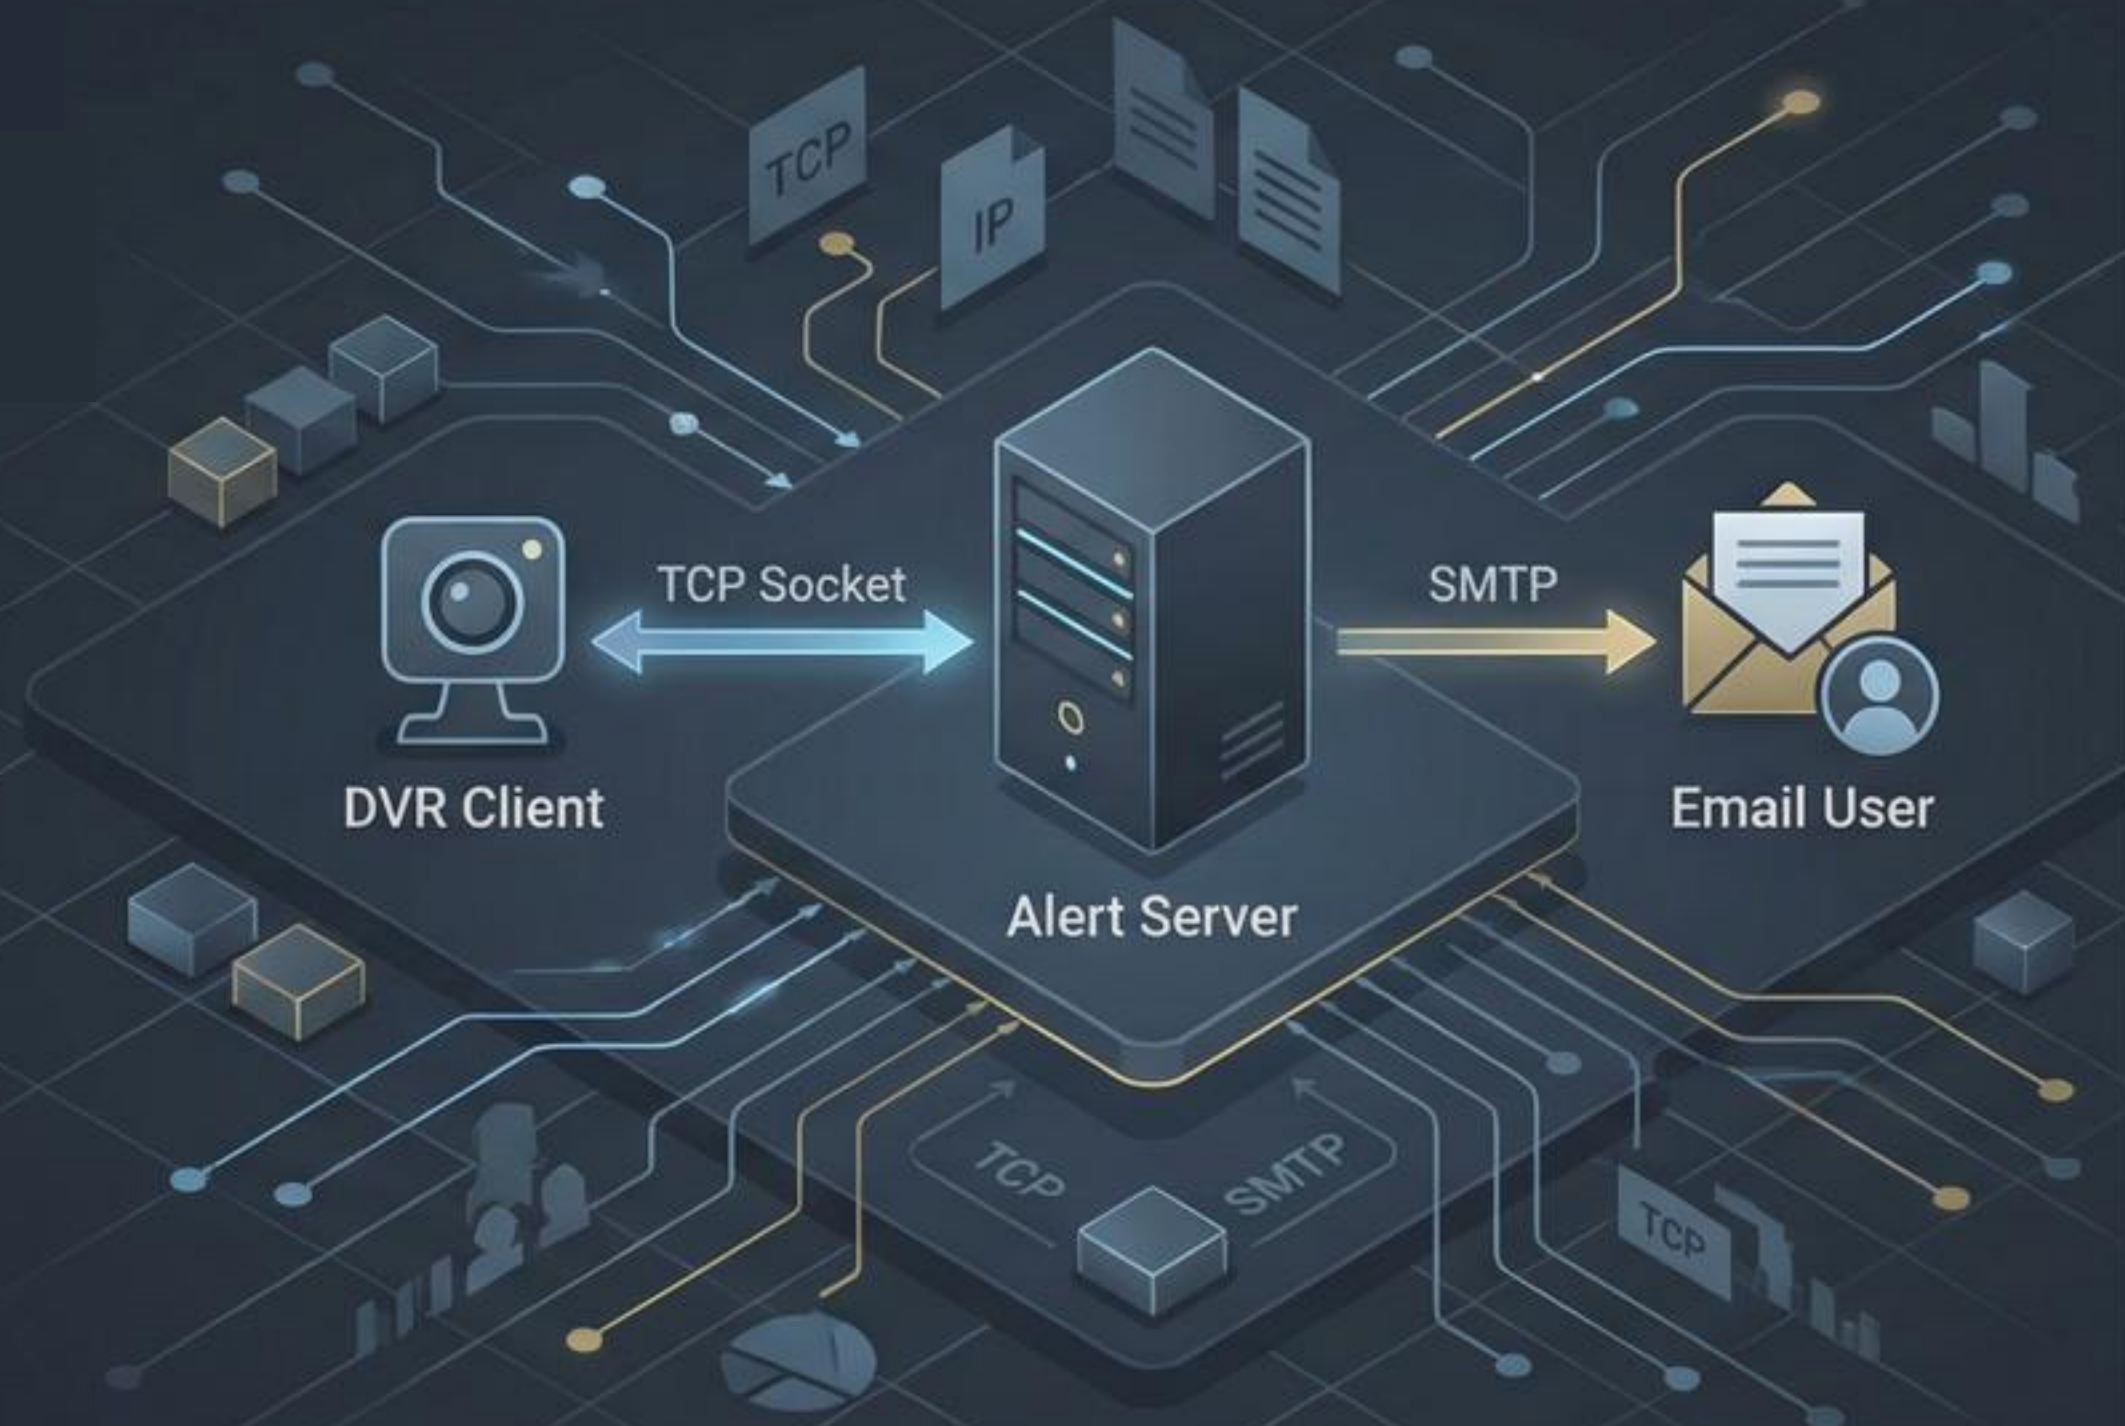 TCP
IP
TCP Socket
SMTP
DVR Client
Email User
Alert Server
TCP
SMTP
TCP